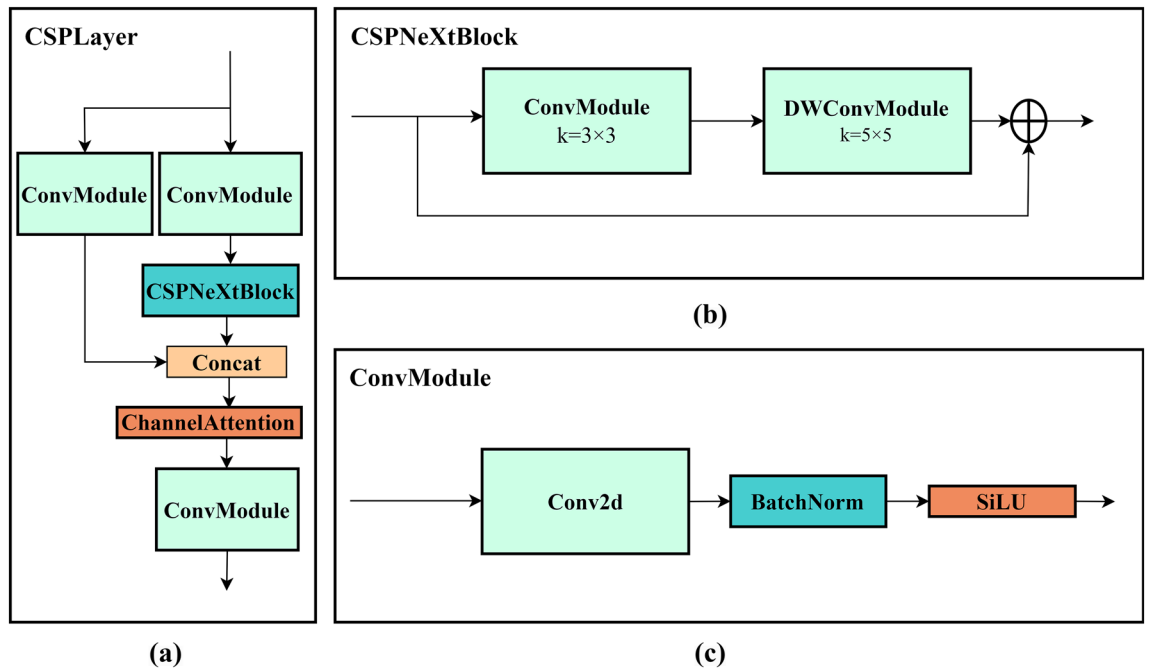 CSPLayer
ConvModule
ConvModule
CSPNeXtBlock
Concat
ChannelAttention
ConvModule
(a)
CSPNeXtBlock
ConvModule
k=3×3
DWConvModule
k=5×5
(b)
ConvModule
Conv2d
BatchNorm
SiLU
(c)